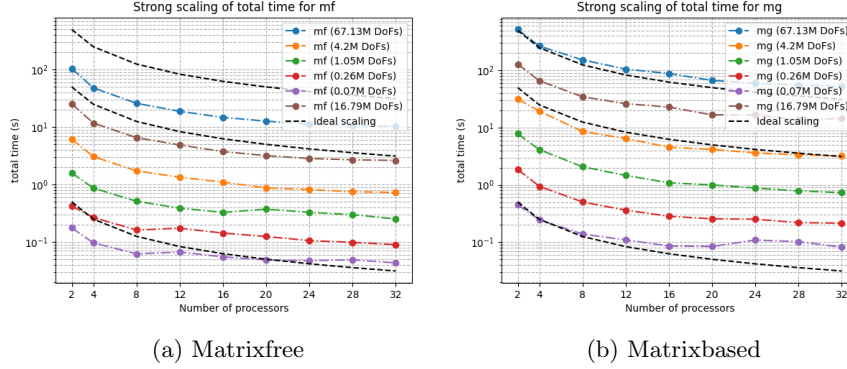 Strong scaling of total time for mf
mf (67.13M DoFs)
mf (4.2M DoFs)
mf (1.05M DoFs)
mf (0.26M DoFs)
mf (0.07M DoFs)
mf (16.79M DoFs)
Ideal scaling
total time (s)
10²
10¹
10⁰
10⁻¹
2 4 8 12 16 20 24 28 32
Number of processors
(a) Matrixfree
Strong scaling of total time for mg
mg (67.13M DoFs)
mg (4.2M DoFs)
mg (1.05M DoFs)
mg (0.26M DoFs)
mg (0.07M DoFs)
mg (16.79M DoFs)
Ideal scaling
total time (s)
10²
10¹
10⁰
10⁻¹
2 4 8 12 16 20 24 28 32
Number of processors
(b) Matrixbased